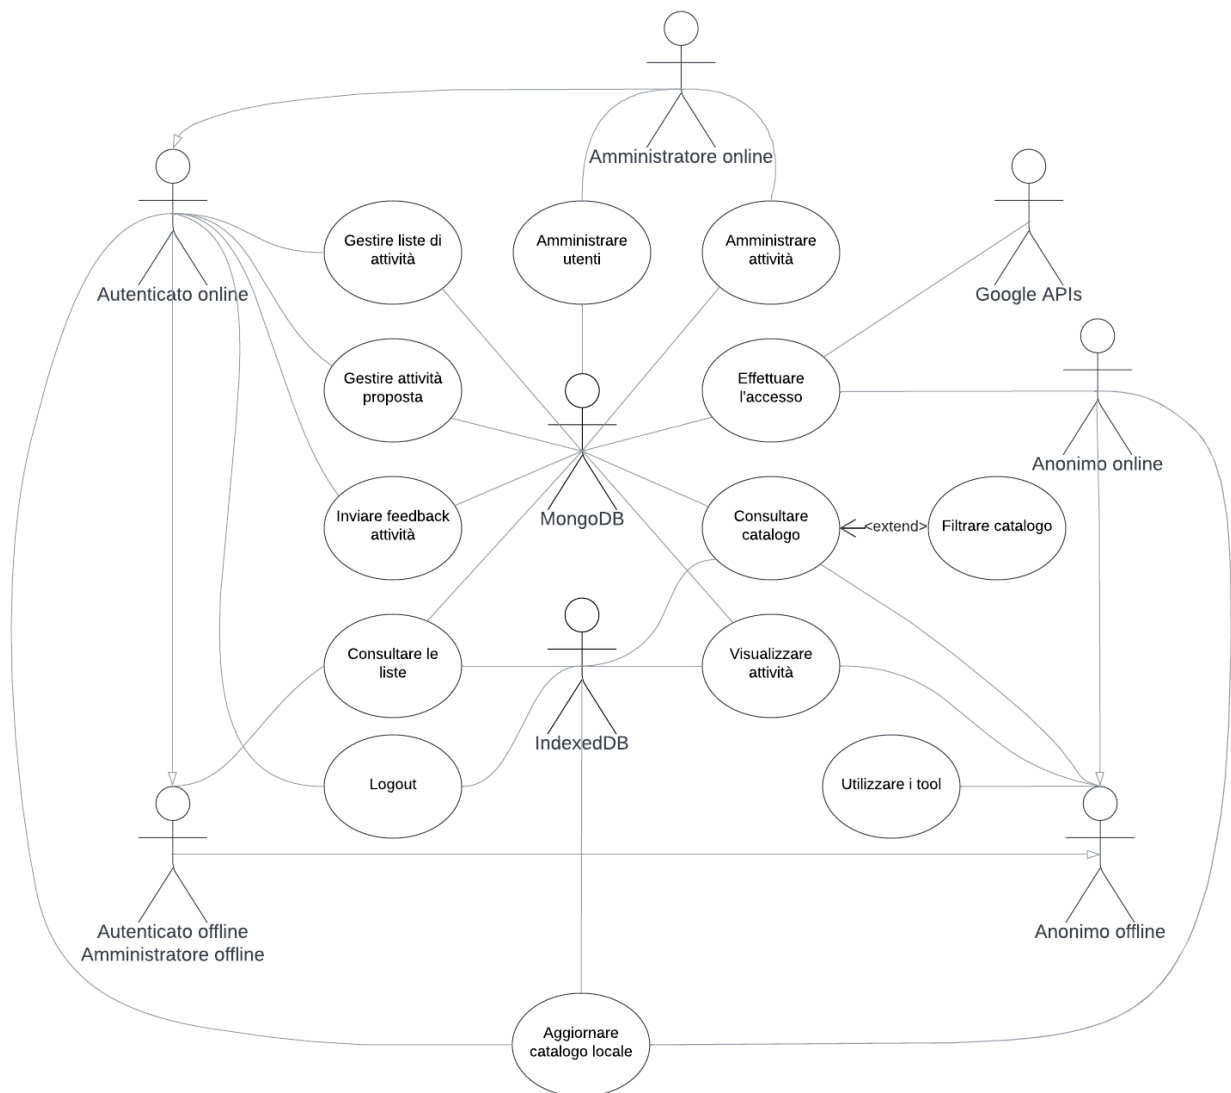 Amministratore online
Autenticato online
Gestire liste di
attività
Amministrare
utenti
Amministrare
attività
Google APIs
Gestire attività
proposta
Effettuare
l'accesso
Anonimo online
Inviare feedback
attività
MongoDB
Consultare
catalogo
<extend>
Filtrare catalogo
Consultare le
liste
IndexedDB
Visualizzare
attività
Logout
Utilizzare i tool
Autenticato offline
Amministratore offline
Anonimo offline
Aggiornare
catalogo locale